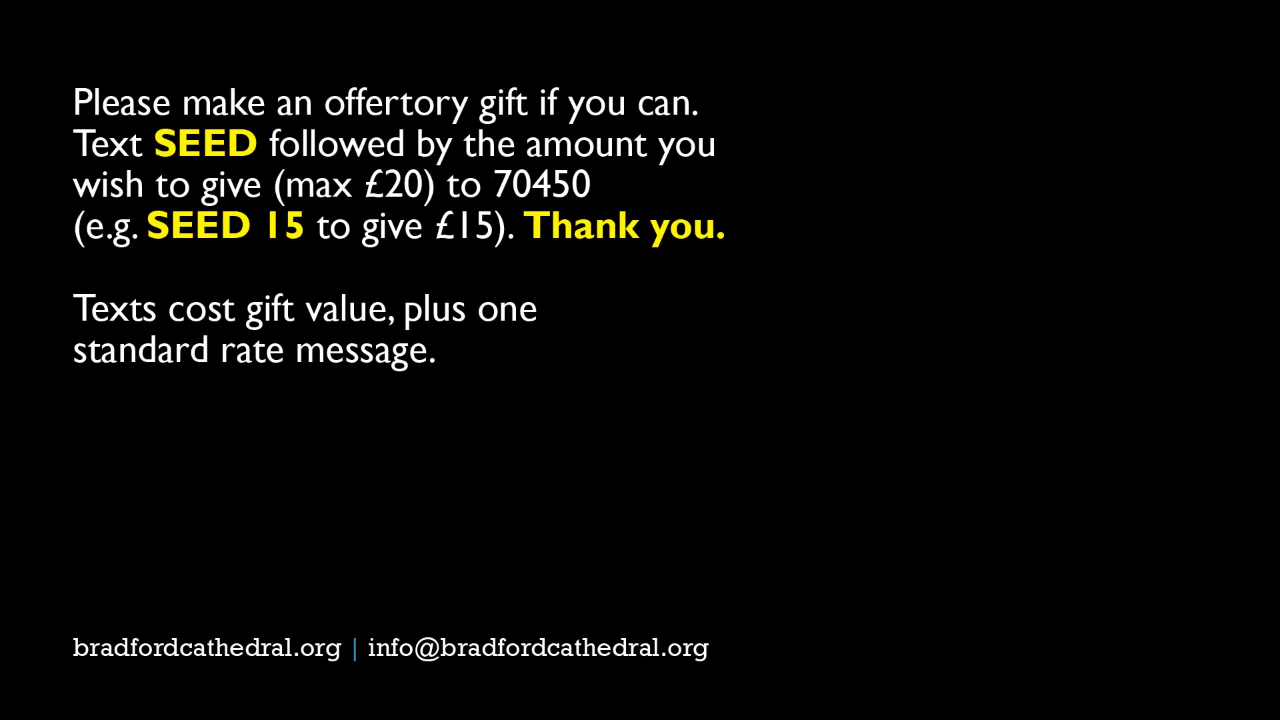 Please make an offertory gift if you can.
Text SEED followed by the amount you
wish to give (max £20) to 70450
(e.g. SEED 15 to give £15). Thank you.
Texts cost gift value, plus one
standard rate message.
bradfordcathedral.org | info@bradfordcathedral.org